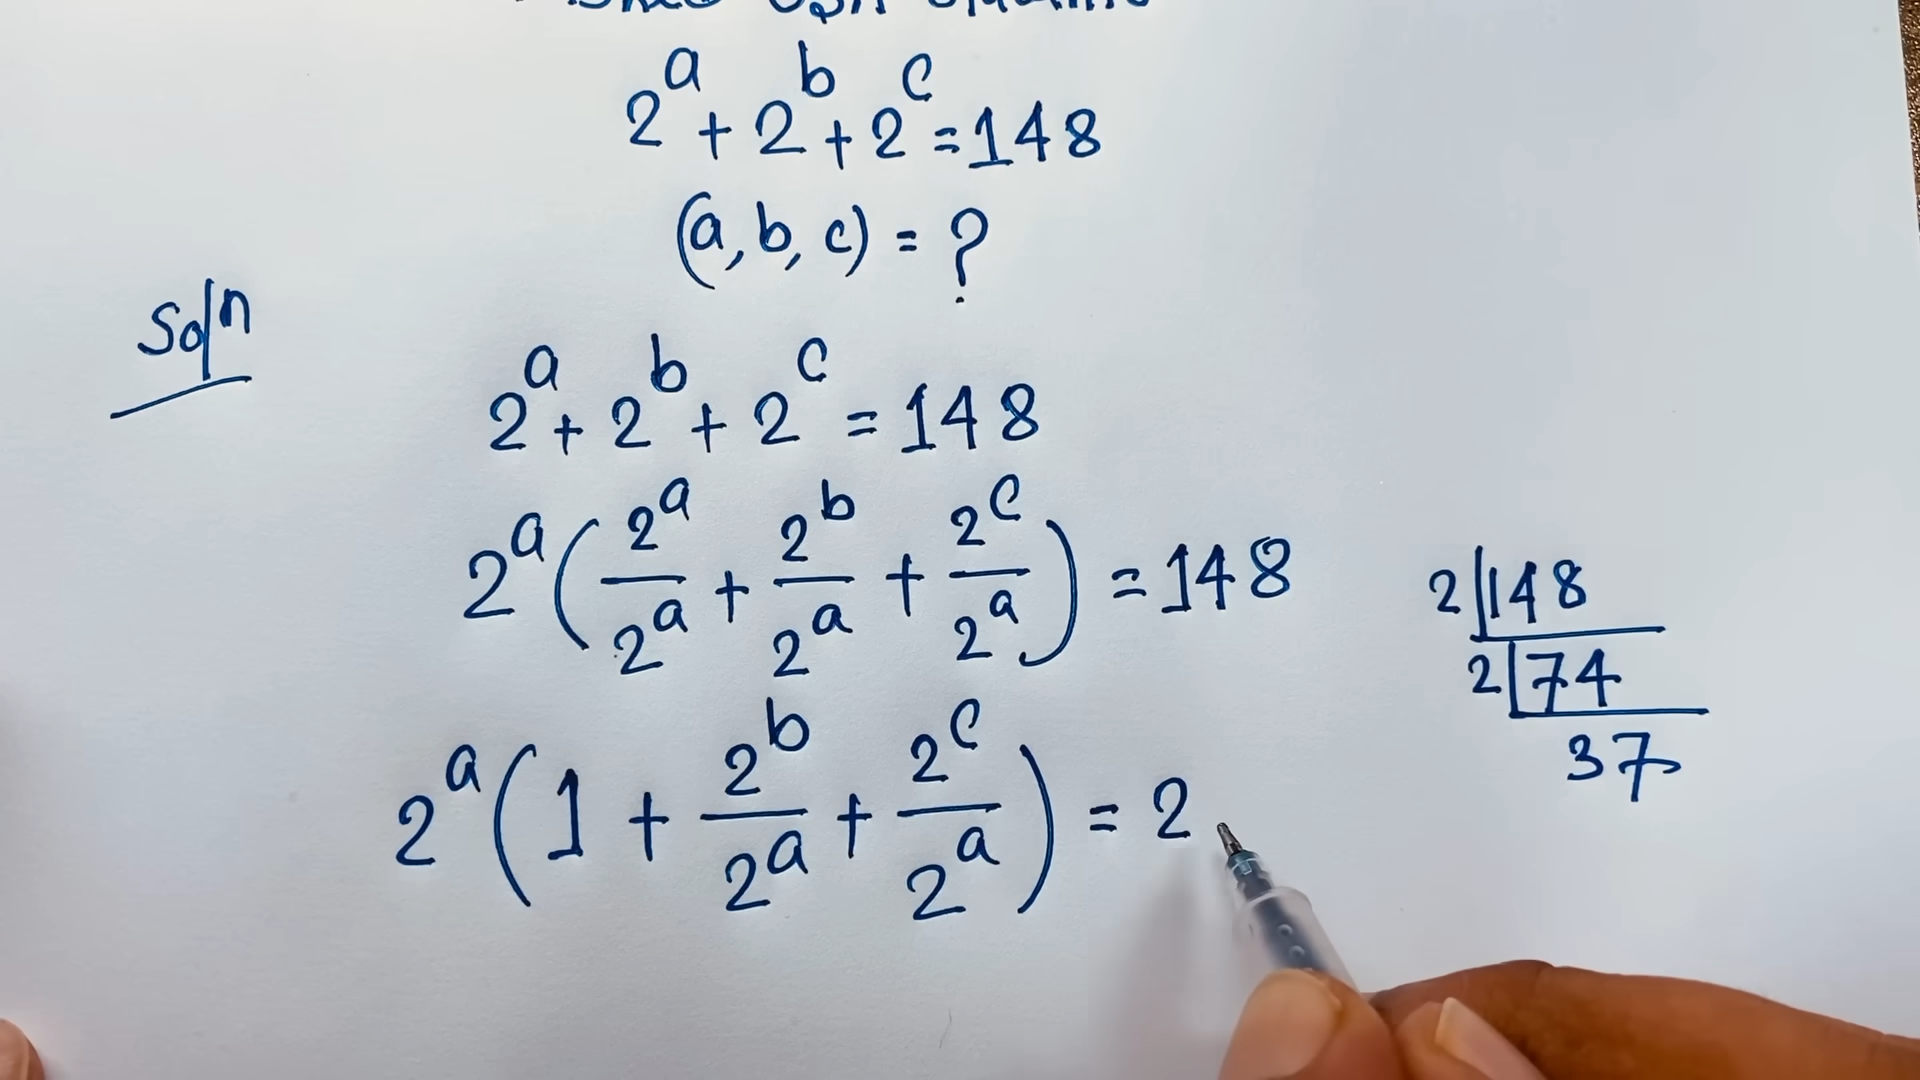 2^a + 2^b + 2^c = 148
(a, b, c) = ?
Soln
2^a + 2^b + 2^c = 148
2^a (2^a/2^a + 2^b/2^a + 2^c/2^a) = 148
2^a (1 + 2^b/2^a + 2^c/2^a) = 2
2|148
2|74
37